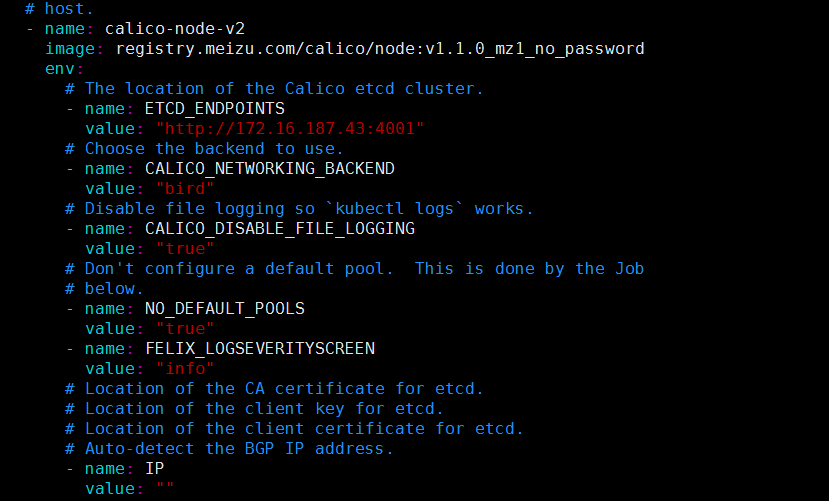 # host.
- name: calico-node-v2
  image: registry.meizu.com/calico/node:v1.1.0_mz1_no_password
  env:
    # The location of the Calico etcd cluster.
    - name: ETCD_ENDPOINTS
      value: "http://172.16.187.43:4001"
    # Choose the backend to use.
    - name: CALICO_NETWORKING_BACKEND
      value: "bird"
    # Disable file logging so `kubectl logs` works.
    - name: CALICO_DISABLE_FILE_LOGGING
      value: "true"
    # Don't configure a default pool.  This is done by the Job
    # below.
    - name: NO_DEFAULT_POOLS
      value: "true"
    - name: FELIX_LOGSEVERITYSCREEN
      value: "info"
    # Location of the CA certificate for etcd.
    # Location of the client key for etcd.
    # Location of the client certificate for etcd.
    # Auto-detect the BGP IP address.
    - name: IP
      value: ""